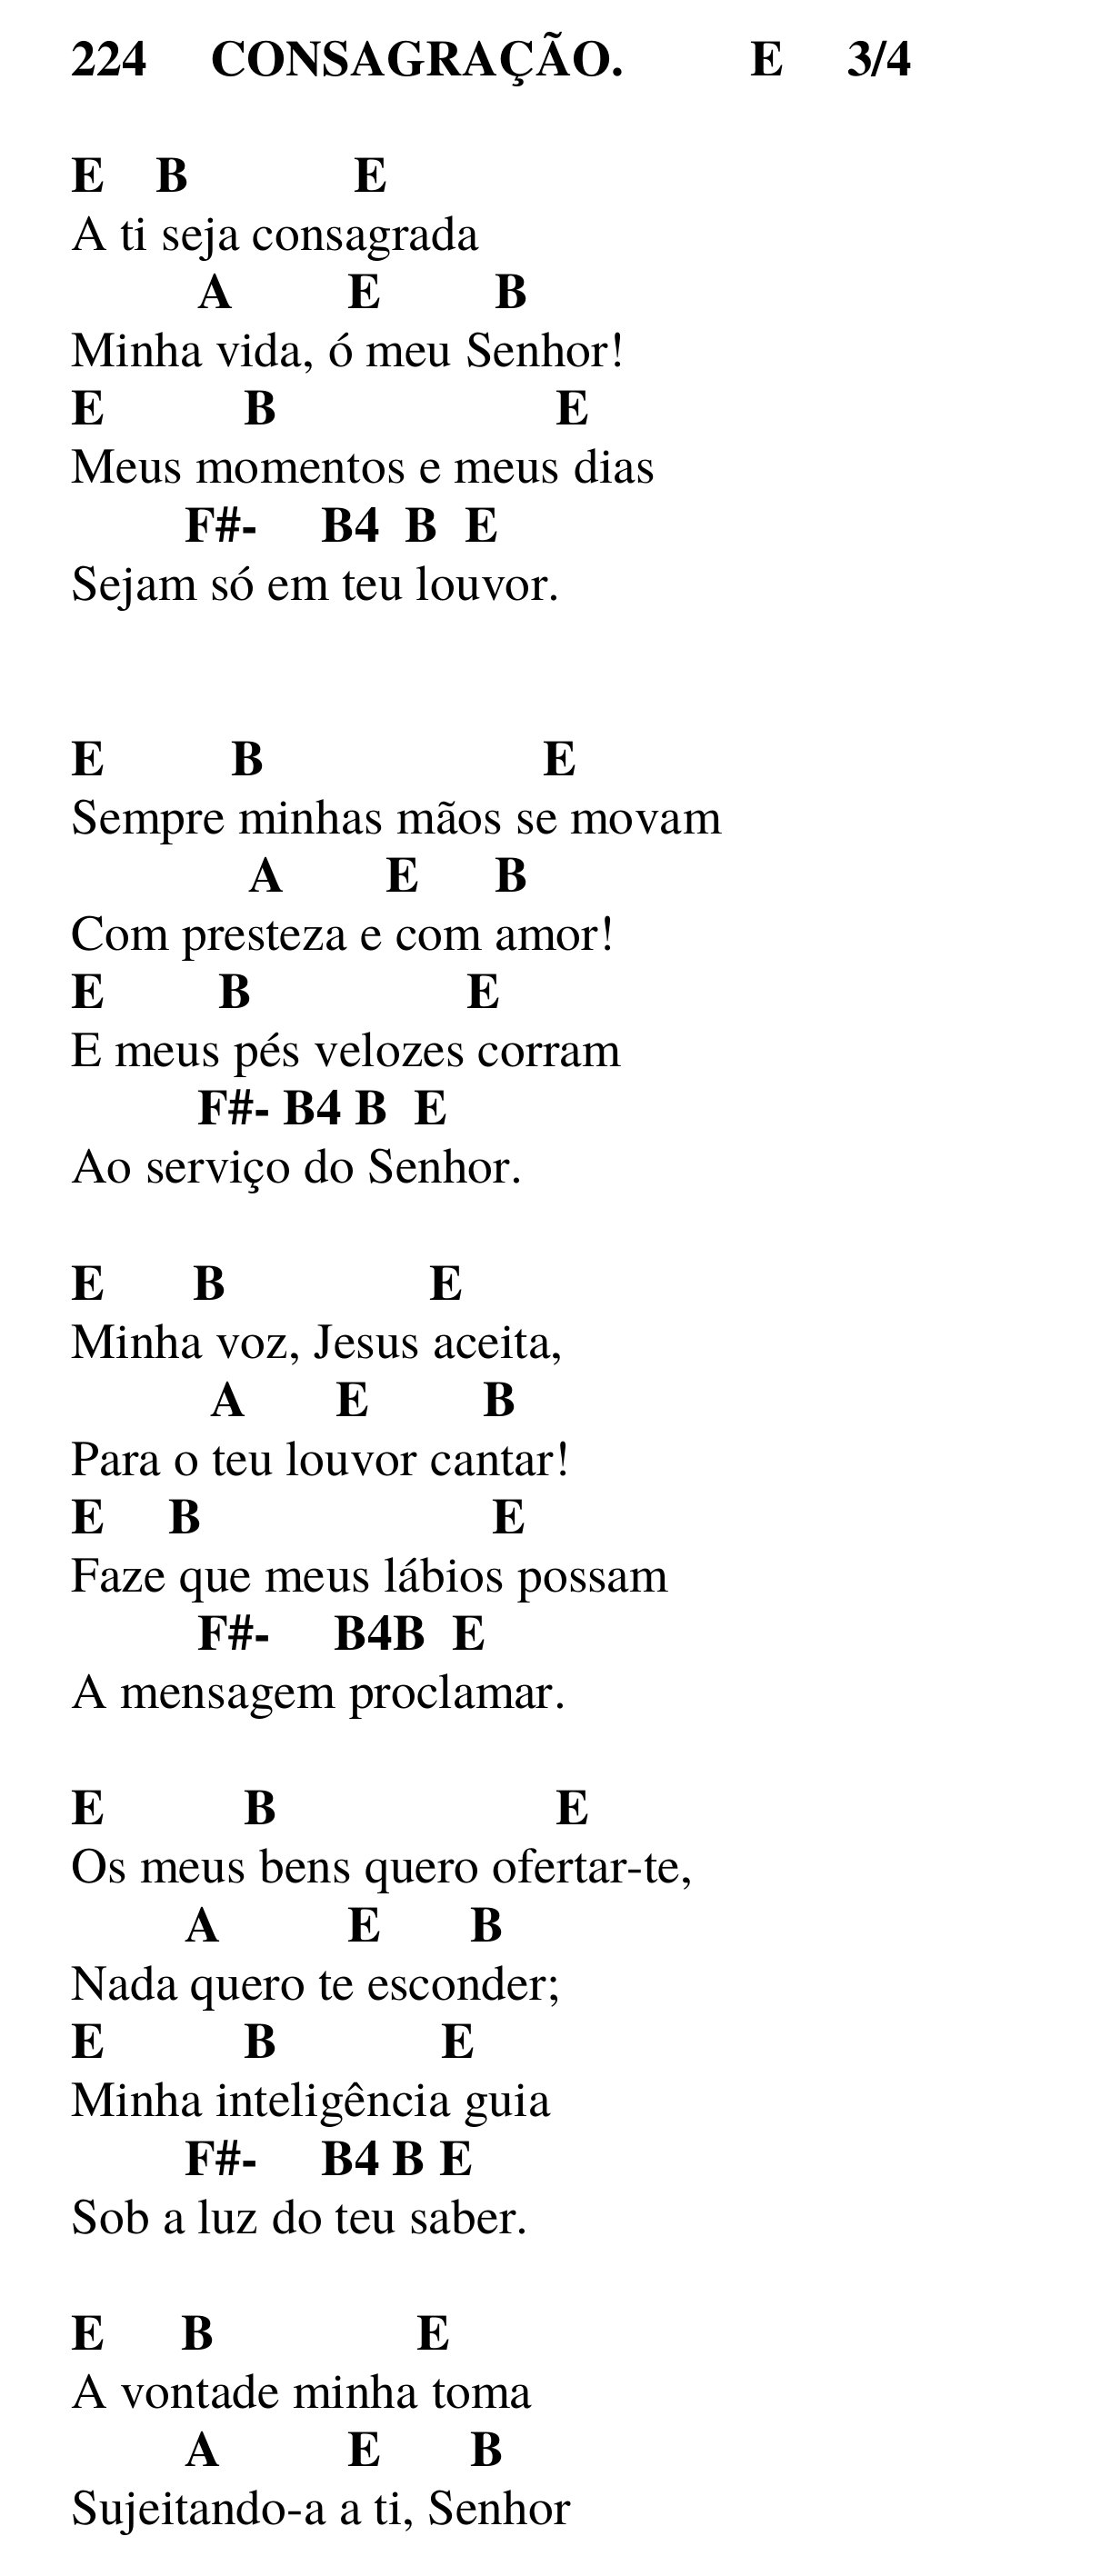 224     CONSAGRAÇÃO.          E     3/4
E    B             E
A ti seja consagrada
          A         E         B
Minha vida, ó meu Senhor!
E           B                      E
Meus momentos e meus dias
         F#-     B4  B  E
Sejam só em teu louvor.
E          B                      E
Sempre minhas mãos se movam
              A        E      B
Com presteza e com amor!
E         B                 E
E meus pés velozes corram
          F#- B4 B  E
Ao serviço do Senhor.
E       B                E
Minha voz, Jesus aceita,
           A       E         B
Para o teu louvor cantar!
E     B                       E
Faze que meus lábios possam
          F#-     B4B  E
A mensagem proclamar.
E           B                      E
Os meus bens quero ofertar-te,
         A          E       B
Nada quero te esconder;
E           B             E
Minha inteligência guia
         F#-     B4 B E
Sob a luz do teu saber.
E      B                E
A vontade minha toma
         A          E       B
Sujeitando-a a ti, Senhor